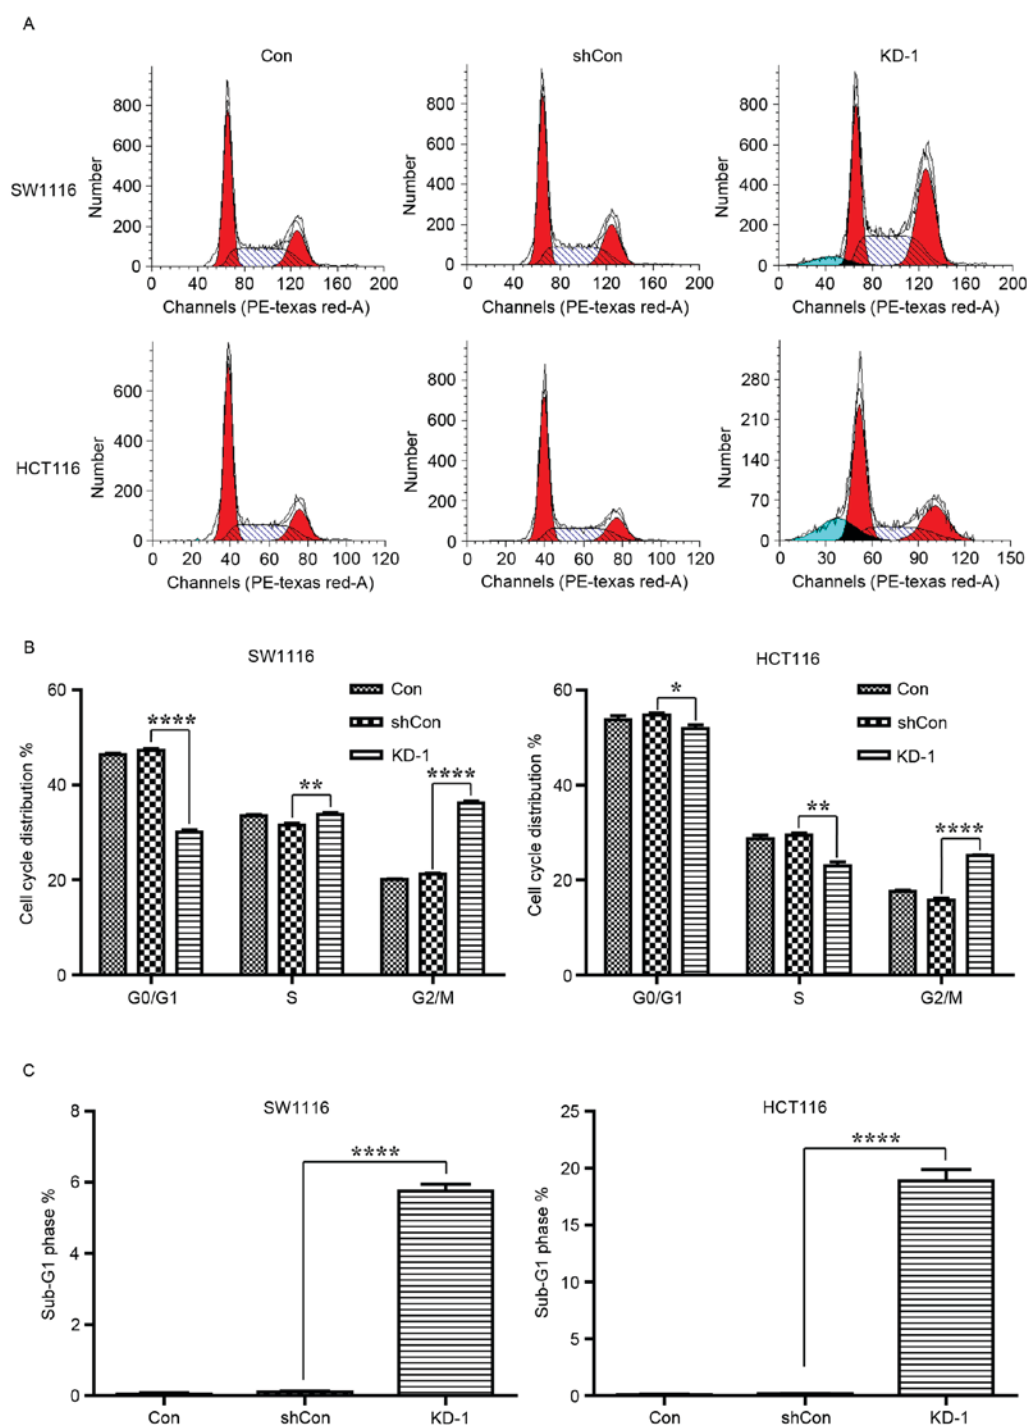 A
Con
shCon
KD-1
SW1116
Number
800
600
400
200
0
0 40 80 120 160 200
Channels (PE-texas red-A)
Number
800
600
400
200
0
0 40 80 120 160 200
Channels (PE-texas red-A)
Number
800
600
400
200
0
0 40 80 120 160 200
Channels (PE-texas red-A)
HCT116
Number
600
400
200
0
0 20 40 60 80 100 120
Channels (PE-texas red-A)
Number
800
600
400
200
0
0 20 40 60 80 100 120
Channels (PE-texas red-A)
Number
280
210
140
70
0
0 30 60 90 120 150
Channels (PE-texas red-A)
B
SW1116
Cell cycle distribution %
60
40
20
0
Con
shCon
KD-1
****
**
****
G0/G1 S G2/M
HCT116
Cell cycle distribution %
60
40
20
0
Con
shCon
KD-1
*
**
****
G0/G1 S G2/M
C
SW1116
Sub-G1 phase %
8
6
4
2
0
****
Con shCon KD-1
HCT116
Sub-G1 phase %
25
20
15
10
5
0
****
Con shCon KD-1